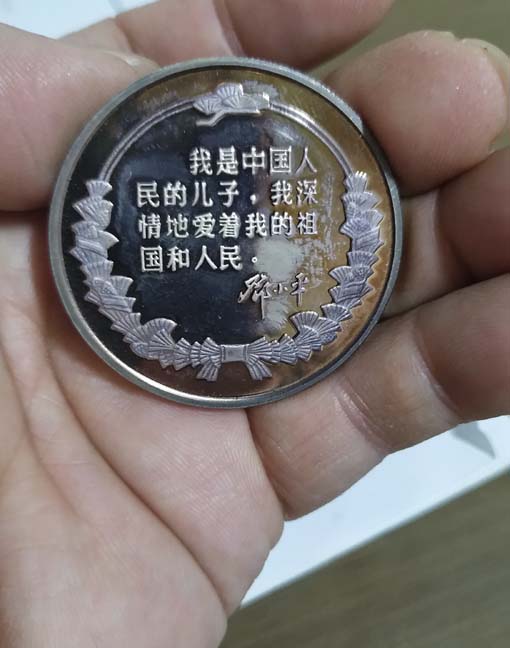 我是中国人
民的儿子，我深
情地爱着我的祖
国和人民。
邓小平